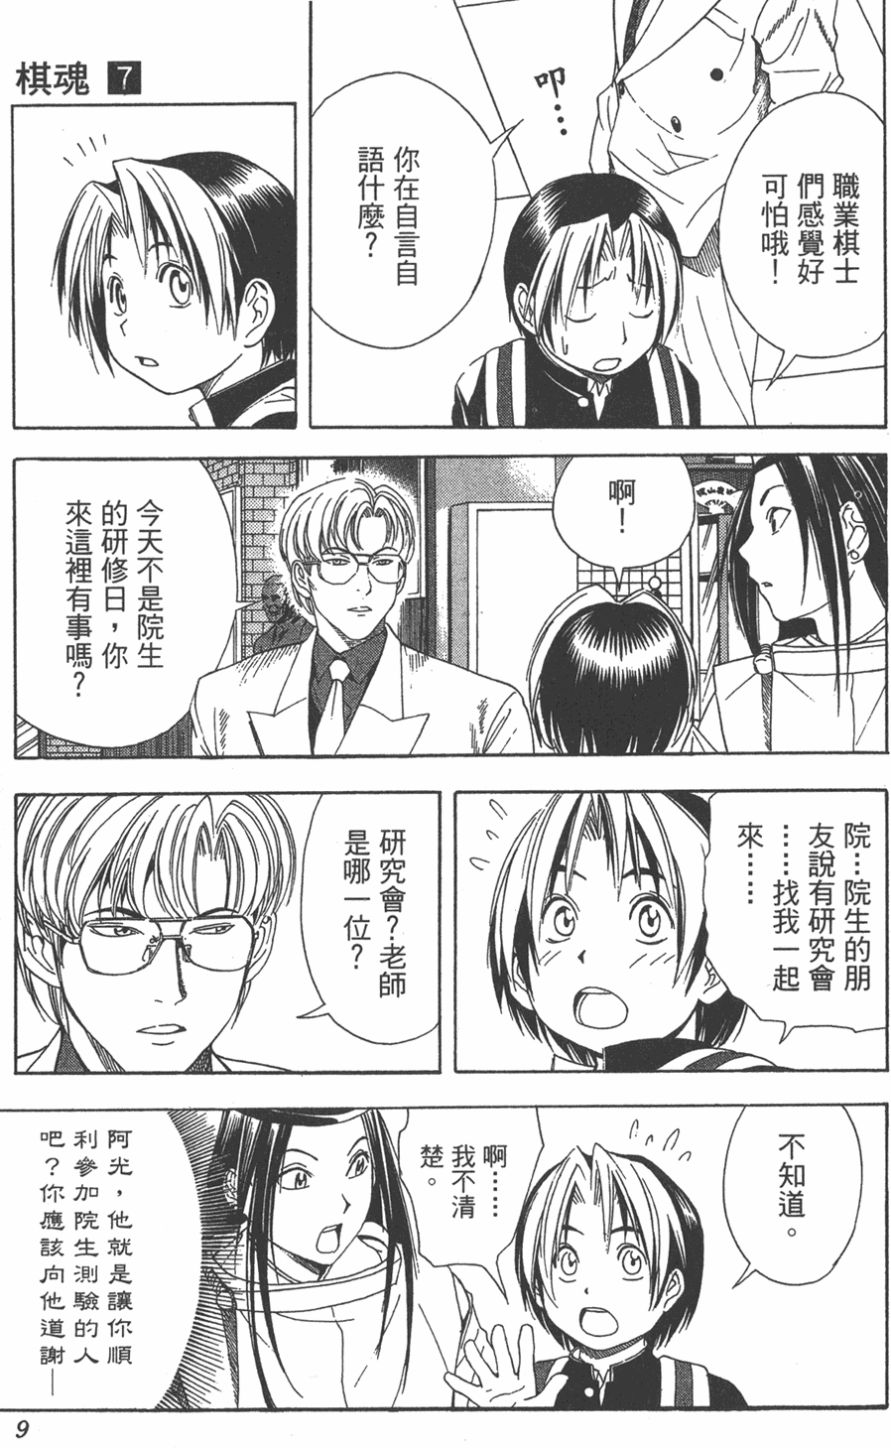 棋魂 7
職業棋士
們感覺好
可怕哦！
叩…
你在自言自
語什麼？
啊！
今天不是院生
的研修日，你
來這裡有事嗎？
院…院生的朋
友說有研究會
……找我一起
來……
研究會？老師
是哪一位？
不知道。
啊……
我不清
楚。
阿光，他就是讓你順
利參加院生測驗的人
吧？你應該向他道謝—
9